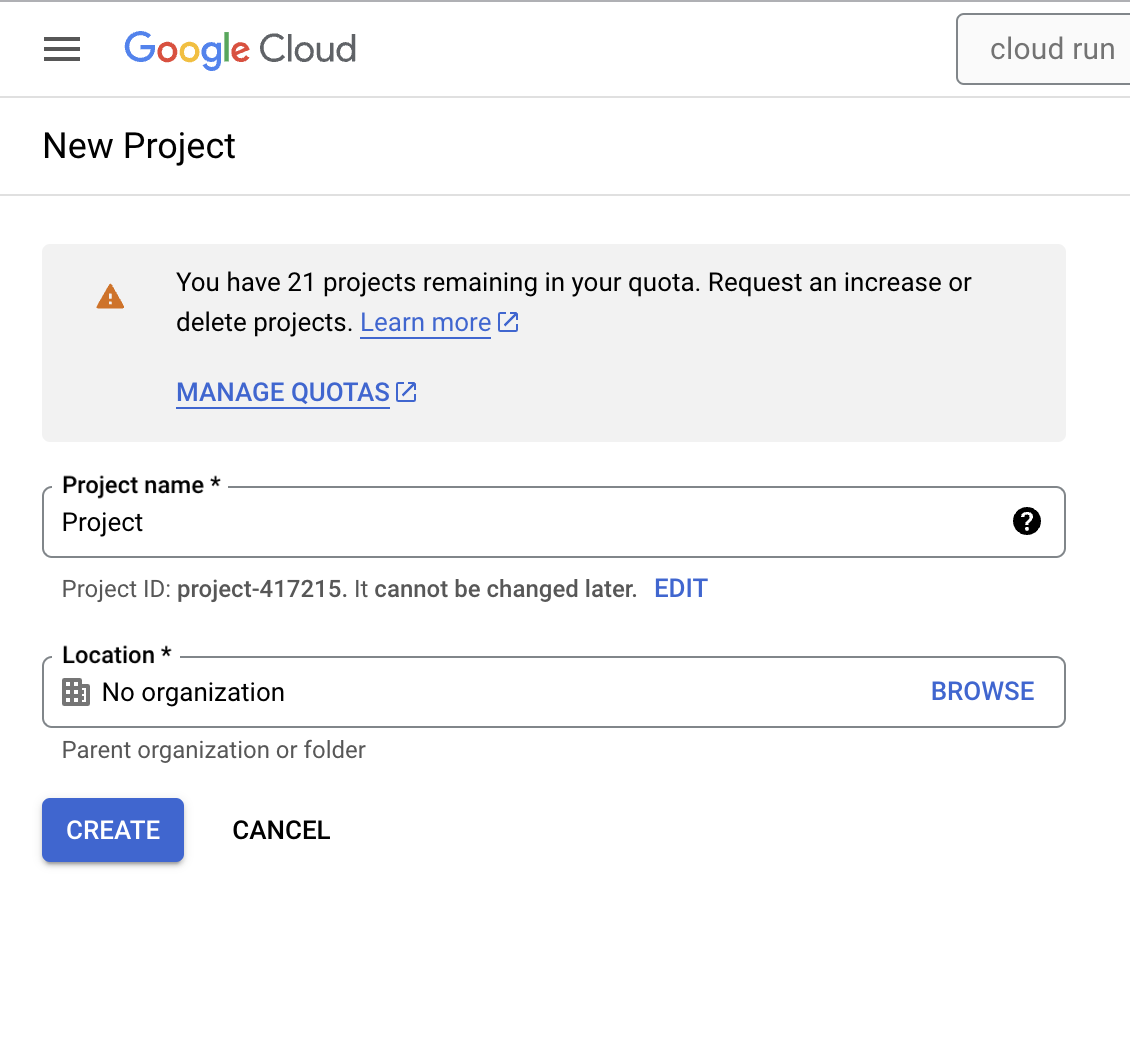 Google Cloud
cloud run
New Project
You have 21 projects remaining in your quota. Request an increase or
delete projects. Learn more
MANAGE QUOTAS
Project name *
Project
Project ID: project-417215. It cannot be changed later. EDIT
Location *
No organization BROWSE
Parent organization or folder
CREATE CANCEL